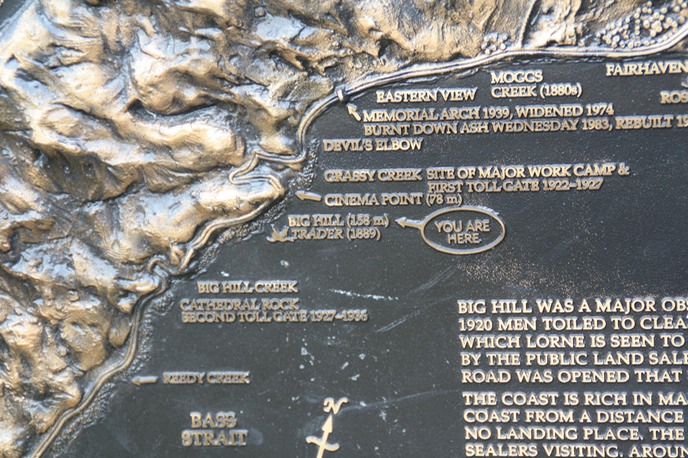 MOGGS
CREEK (1880s)
FAIRHAVEN
EASTERN VIEW
MEMORIAL ARCH 1939, WIDENED 1974
BURNT DOWN ASH WEDNESDAY 1983, REBUILT
DEVIL'S ELBOW
GRASSY CREEK SITE OF MAJOR WORK CAMP &
FIRST TOLL GATE 1922–1927
CINEMA POINT (78 m)
BIG HILL (158 m)
TRADER (1889)
YOU ARE
HERE
BIG HILL CREEK
CATHEDRAL ROCK
SECOND TOLL GATE 1927–1936
REEDY CREEK
BASS
STRAIT
N
BIG HILL WAS A MAJOR OBS
1920 MEN TOILED TO CLEA
WHICH LORNE IS SEEN TO
BY THE PUBLIC LAND SALE
ROAD WAS OPENED THAT
THE COAST IS RICH IN MA
COAST FROM A DISTANCE
NO LANDING PLACE. THE
SEALERS VISITING. AROUN